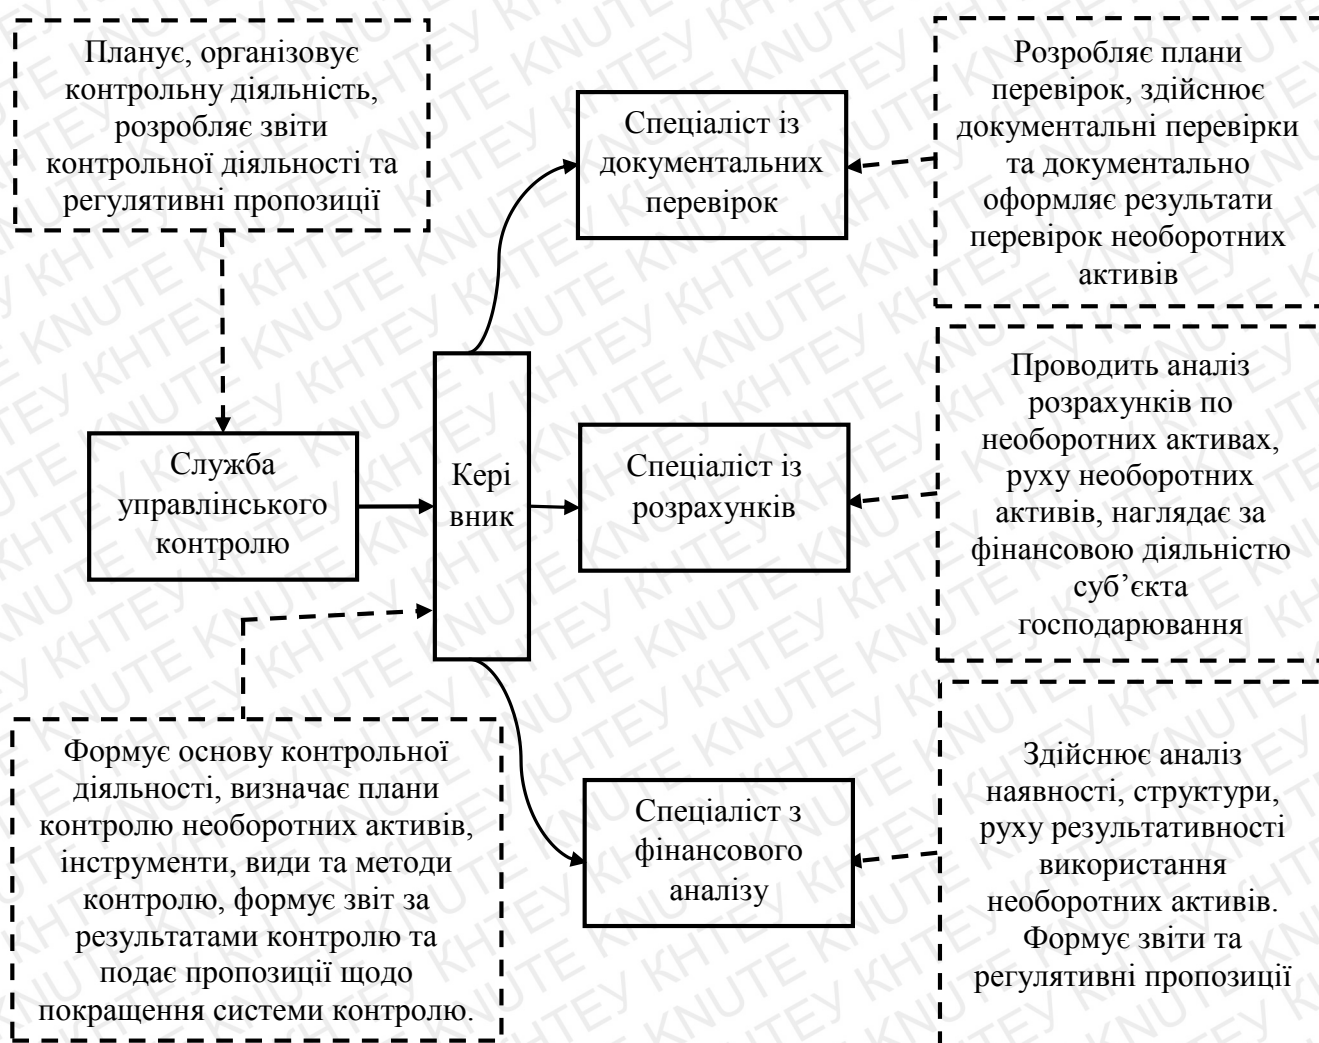 Планує, організовує
контрольну діяльність,
розробляє звіти
контрольної діяльності та
регулятивні пропозиції
Спеціаліст із
документальних
перевірок
Розробляє плани
перевірок, здійснює
документальні перевірки
та документально
оформляє результати
перевірок необоротних
активів
Служба
управлінського
контролю
Кері
вник
Спеціаліст із
розрахунків
Проводить аналіз
розрахунків по
необоротних активах,
руху необоротних
активів, наглядає за
фінансовою діяльністю
суб’єкта
господарювання
Формує основу контрольної
діяльності, визначає плани
контролю необоротних активів,
інструменти, види та методи
контролю, формує звіт за
результатами контролю та
подає пропозиції щодо
покращення системи контролю.
Спеціаліст з
фінансового
аналізу
Здійснює аналіз
наявності, структури,
руху результативності
використання
необоротних активів.
Формує звіти та
регулятивні пропозиції
KNUTE КНТЕУ